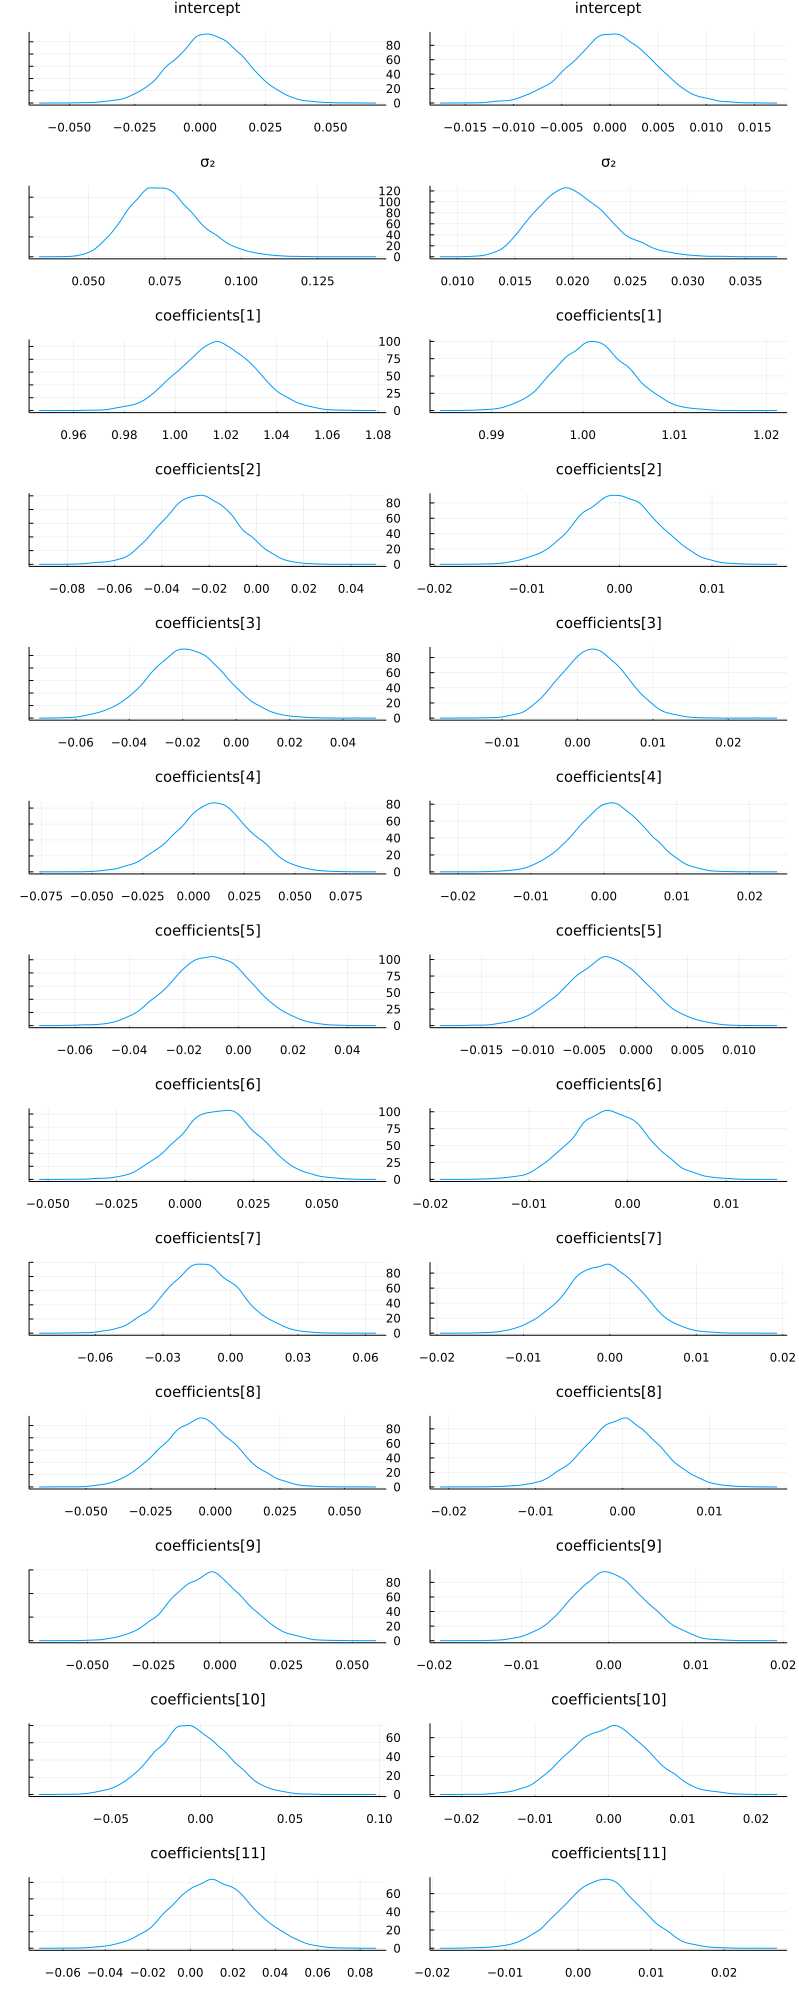 intercept intercept
80
60
40
20
0
−0.050 −0.025 0.000 0.025 0.050 −0.015 −0.010 −0.005 0.000 0.005 0.010 0.015
σ₂ σ₂
120
100
80
60
40
20
0
0.050 0.075 0.100 0.125 0.010 0.015 0.020 0.025 0.030 0.035
coefficients[1] coefficients[1]
100
75
50
25
0
0.96 0.98 1.00 1.02 1.04 1.06 1.08 0.99 1.00 1.01 1.02
coefficients[2] coefficients[2]
80
60
40
20
0
−0.08 −0.06 −0.04 −0.02 0.00 0.02 0.04 −0.02 −0.01 0.00 0.01
coefficients[3] coefficients[3]
80
60
40
20
0
−0.06 −0.04 −0.02 0.00 0.02 0.04 −0.01 0.00 0.01 0.02
coefficients[4] coefficients[4]
80
60
40
20
0
−0.075 −0.050 −0.025 0.000 0.025 0.050 0.075 −0.02 −0.01 0.00 0.01 0.02
coefficients[5] coefficients[5]
100
75
50
25
0
−0.06 −0.04 −0.02 0.00 0.02 0.04 −0.015 −0.010 −0.005 0.000 0.005 0.010
coefficients[6] coefficients[6]
100
75
50
25
0
−0.050 −0.025 0.000 0.025 0.050 −0.02 −0.01 0.00 0.01
coefficients[7] coefficients[7]
80
60
40
20
0
−0.06 −0.03 0.00 0.03 0.06 −0.02 −0.01 0.00 0.01 0.02
coefficients[8] coefficients[8]
80
60
40
20
0
−0.050 −0.025 0.000 0.025 0.050 −0.02 −0.01 0.00 0.01
coefficients[9] coefficients[9]
80
60
40
20
0
−0.050 −0.025 0.000 0.025 0.050 −0.02 −0.01 0.00 0.01 0.02
coefficients[10] coefficients[10]
60
40
20
0
−0.05 0.00 0.05 0.10 −0.02 −0.01 0.00 0.01 0.02
coefficients[11] coefficients[11]
60
40
20
0
−0.06 −0.04 −0.02 0.00 0.02 0.04 0.06 0.08 −0.02 −0.01 0.00 0.01 0.02